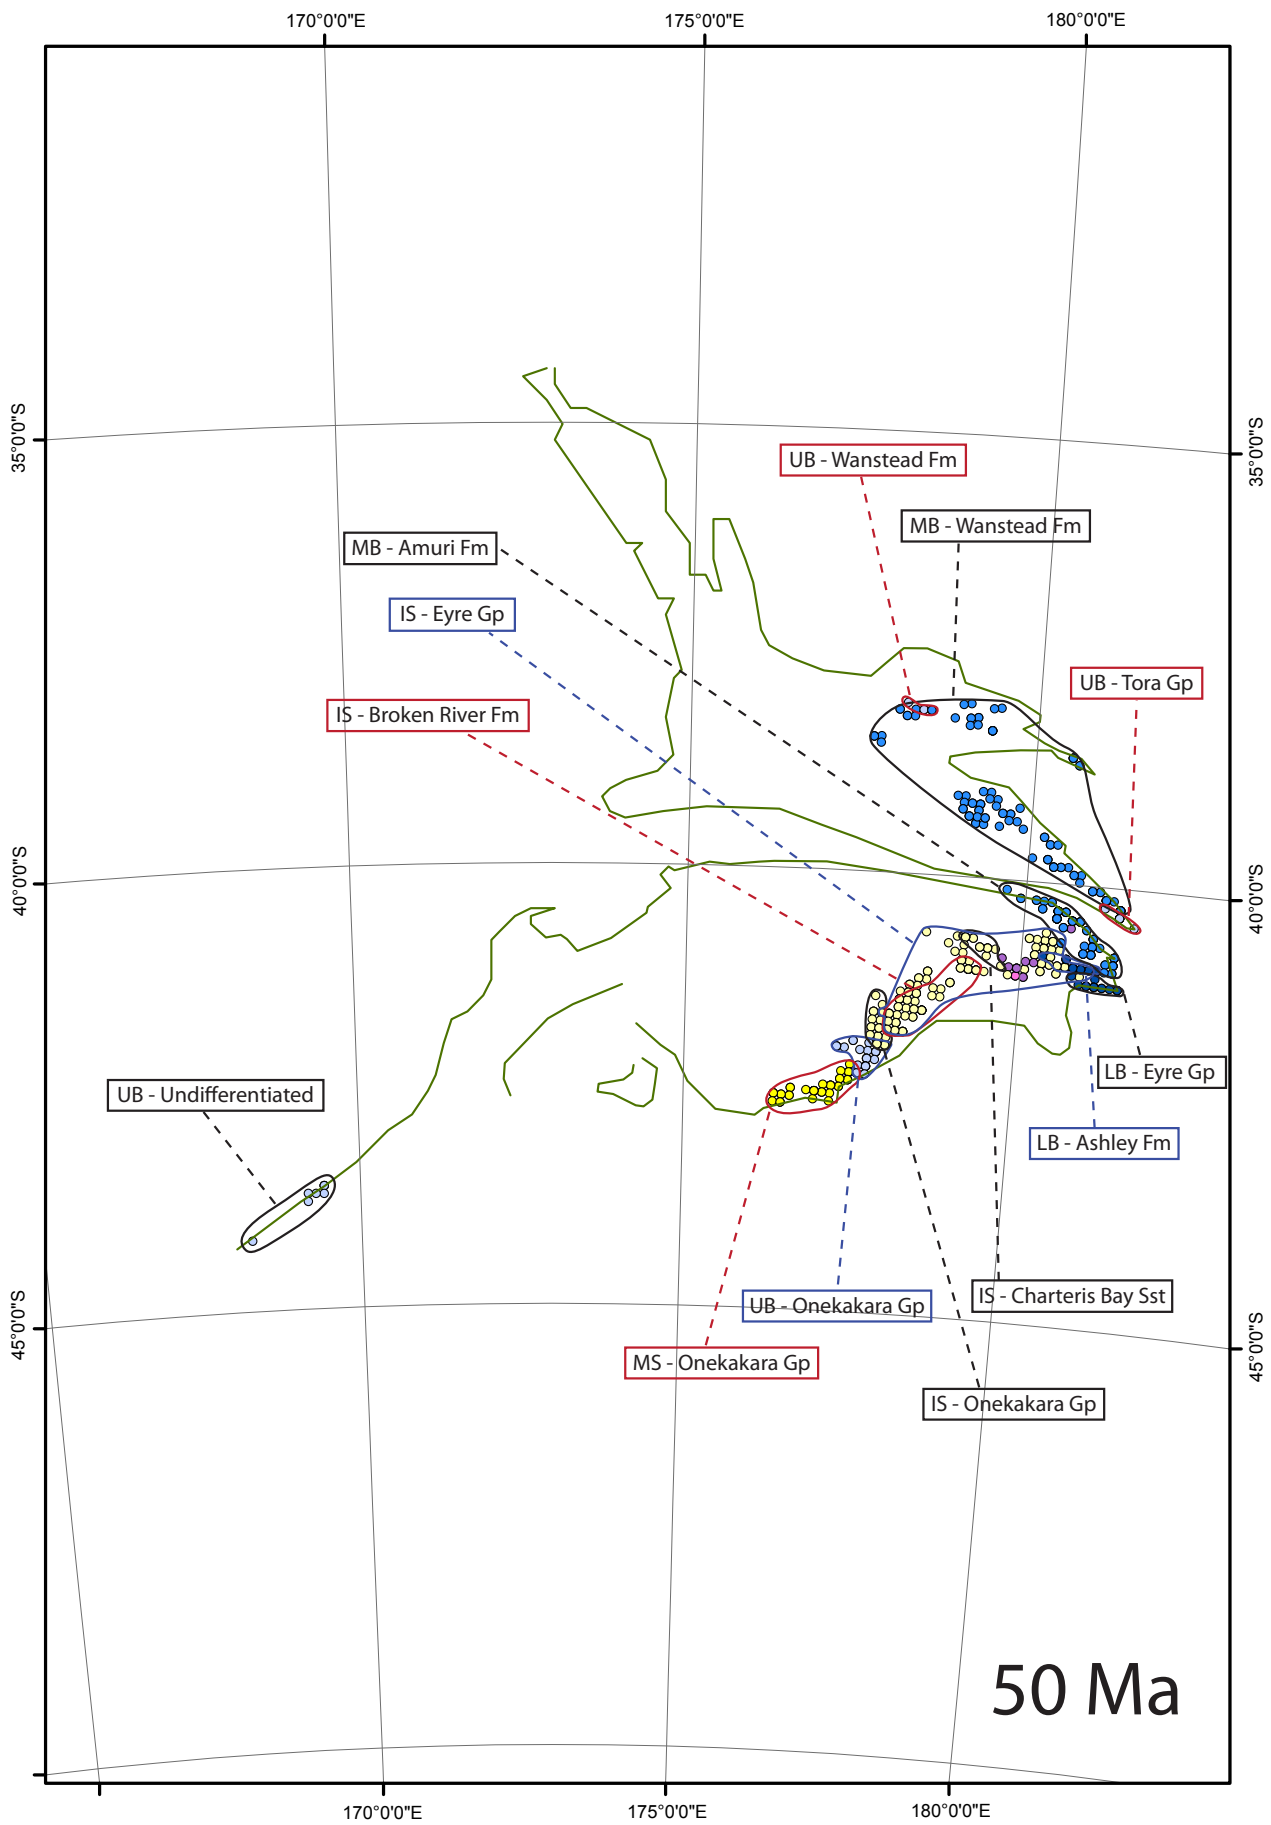 170°0'0"E
175°0'0"E
180°0'0"E
35°0'0"S
35°0'0"S
UB - Wanstead Fm
MB - Wanstead Fm
MB - Amuri Fm
IS - Eyre Gp
UB - Tora Gp
IS - Broken River Fm
40°0'0"S
40°0'0"S
LB - Eyre Gp
UB - Undifferentiated
LB - Ashley Fm
IS - Charteris Bay Sst
UB - Onekakara Gp
45°0'0"S
45°0'0"S
MS - Onekakara Gp
IS - Onekakara Gp
50 Ma
170°0'0"E
175°0'0"E
180°0'0"E